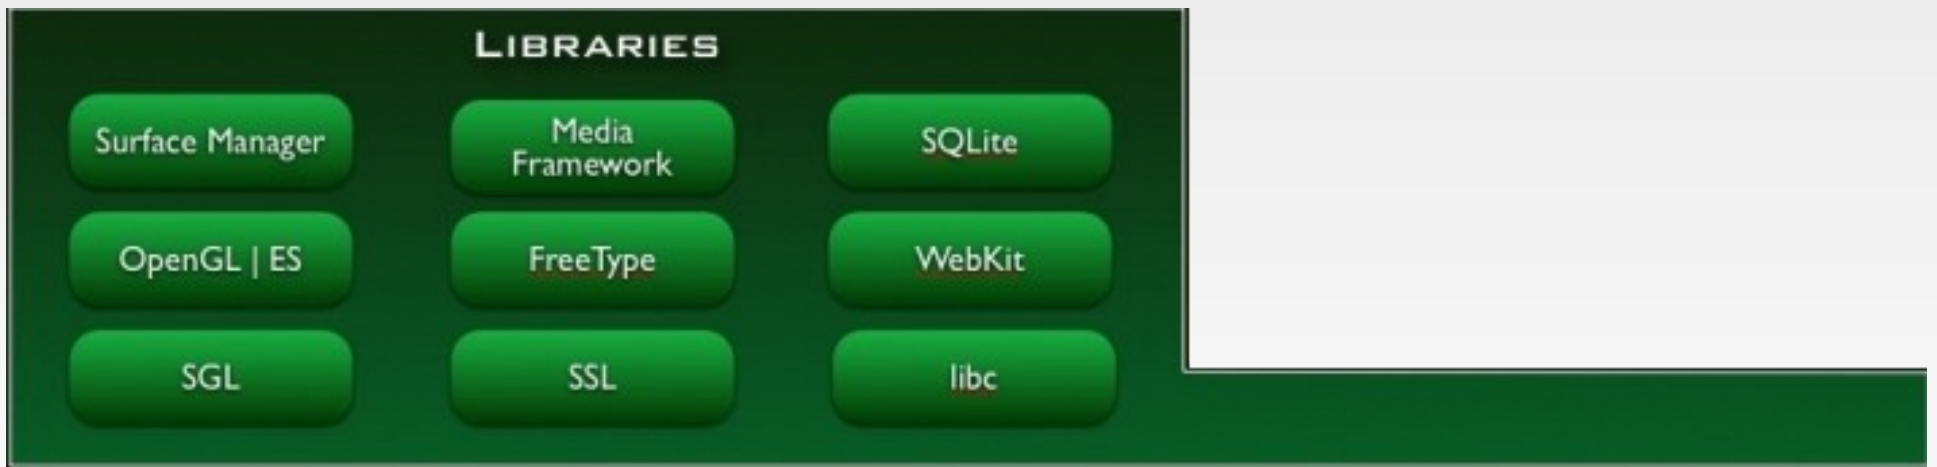 LIBRARIES
Surface Manager
Media
Framework
SQLite
OpenGL | ES
FreeType
WebKit
SGL
SSL
libc